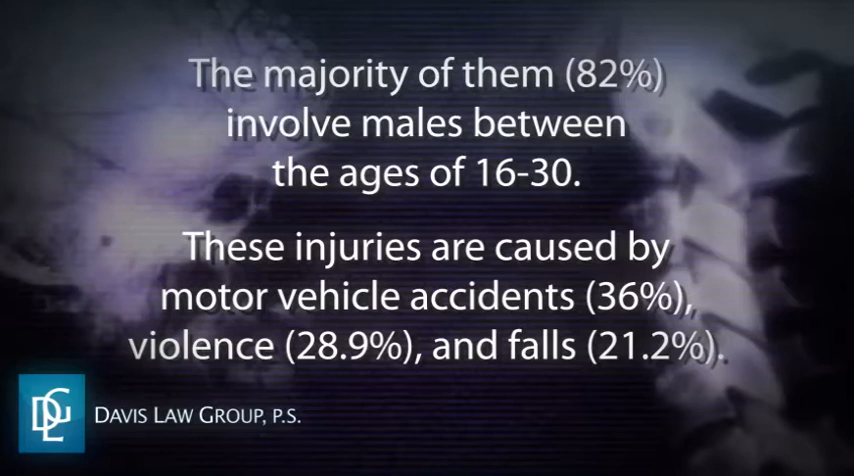 The majority of them (82%)
involve males between
the ages of 16-30.
These injuries are caused by
motor vehicle accidents (36%),
violence (28.9%), and falls (21.2%).
DLG
DAVIS LAW GROUP, P.S.